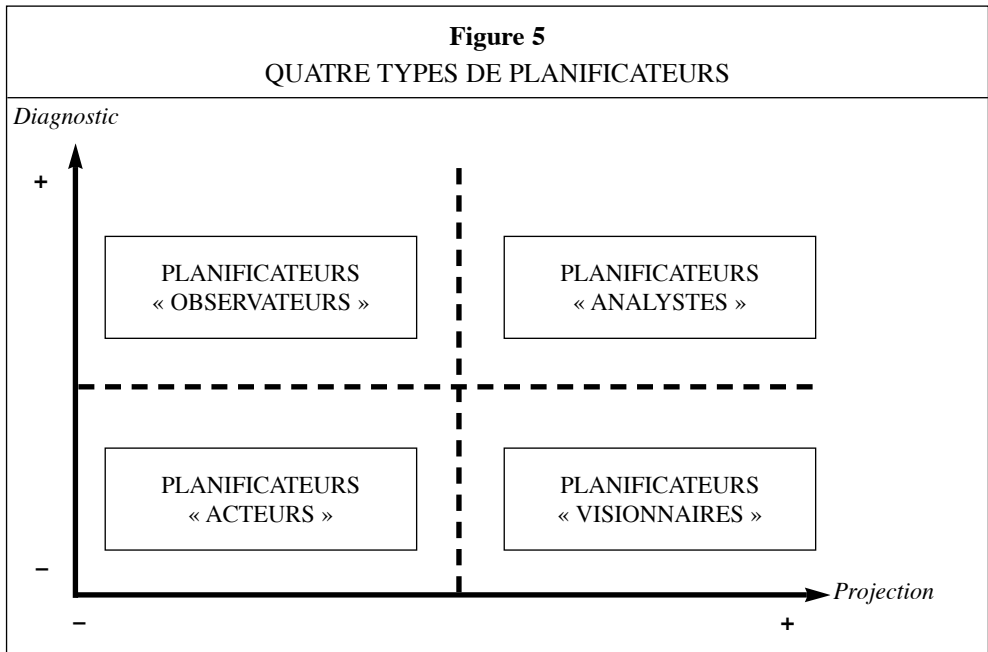 Figure 5
QUATRE TYPES DE PLANIFICATEURS
Diagnostic
+
PLANIFICATEURS
« OBSERVATEURS »
PLANIFICATEURS
« ANALYSTES »
PLANIFICATEURS
« ACTEURS »
PLANIFICATEURS
« VISIONNAIRES »
–
Projection
–
+